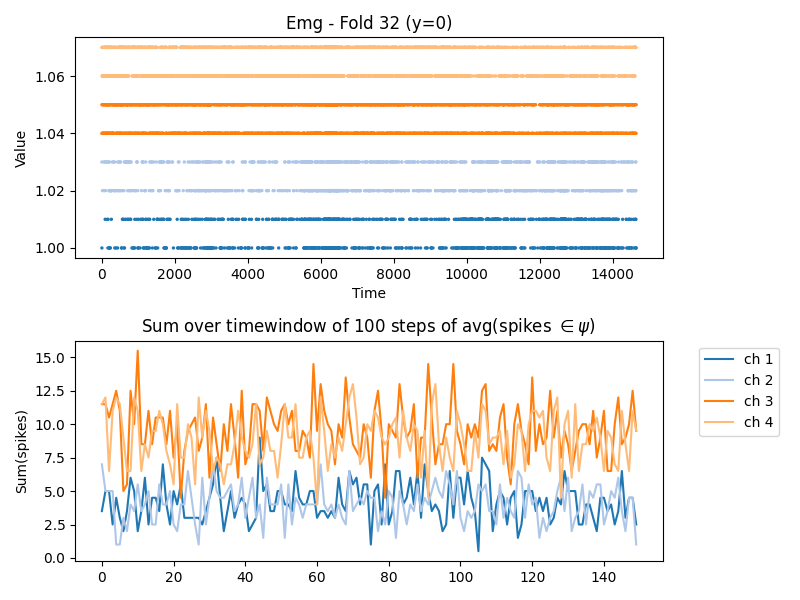 Emg - Fold 32 (y=0)
Value
1.06
1.04
1.02
1.00
0 2000 4000 6000 8000 10000 12000 14000
Time
Sum over timewindow of 100 steps of avg(spikes ∈ ψ)
Sum(spikes)
15.0
12.5
10.0
7.5
5.0
2.5
0.0
0 20 40 60 80 100 120 140
ch 1
ch 2
ch 3
ch 4